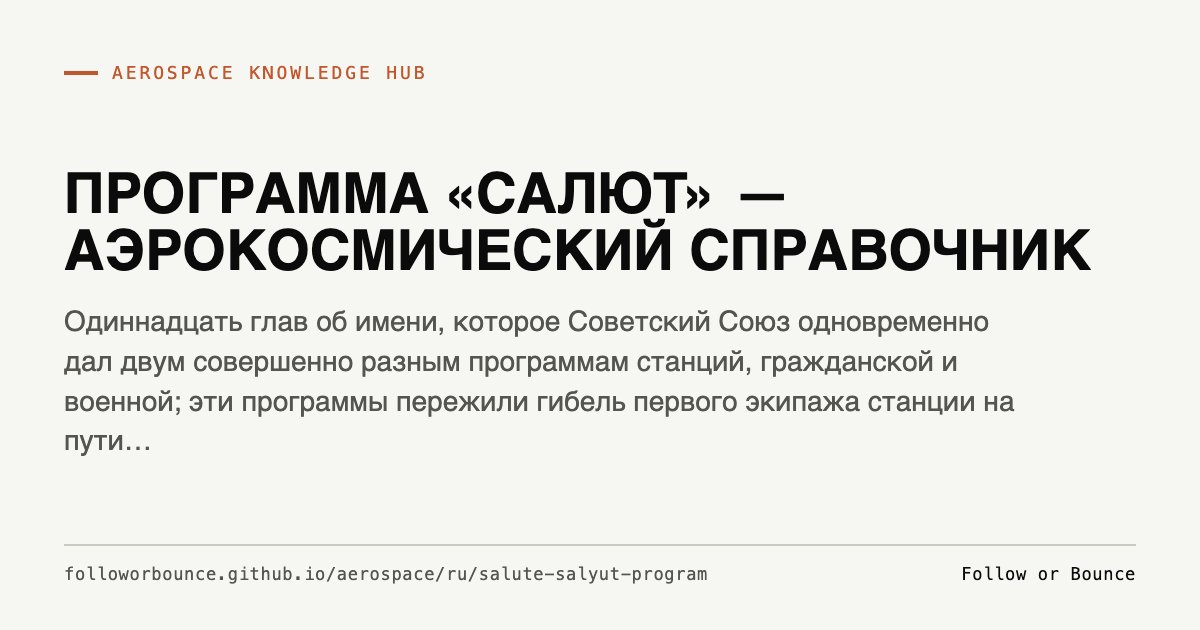 AEROSPACE KNOWLEDGE HUB
ПРОГРАММА «САЛЮТ» —
АЭРОКОСМИЧЕСКИЙ СПРАВОЧНИК
Одиннадцать глав об имени, которое Советский Союз одновременно
дал двум совершенно разным программам станций, гражданской и
военной; эти программы пережили гибель первого экипажа станции на
пути…
followorbounce.github.io/aerospace/ru/salute-salyut-program
Follow or Bounce